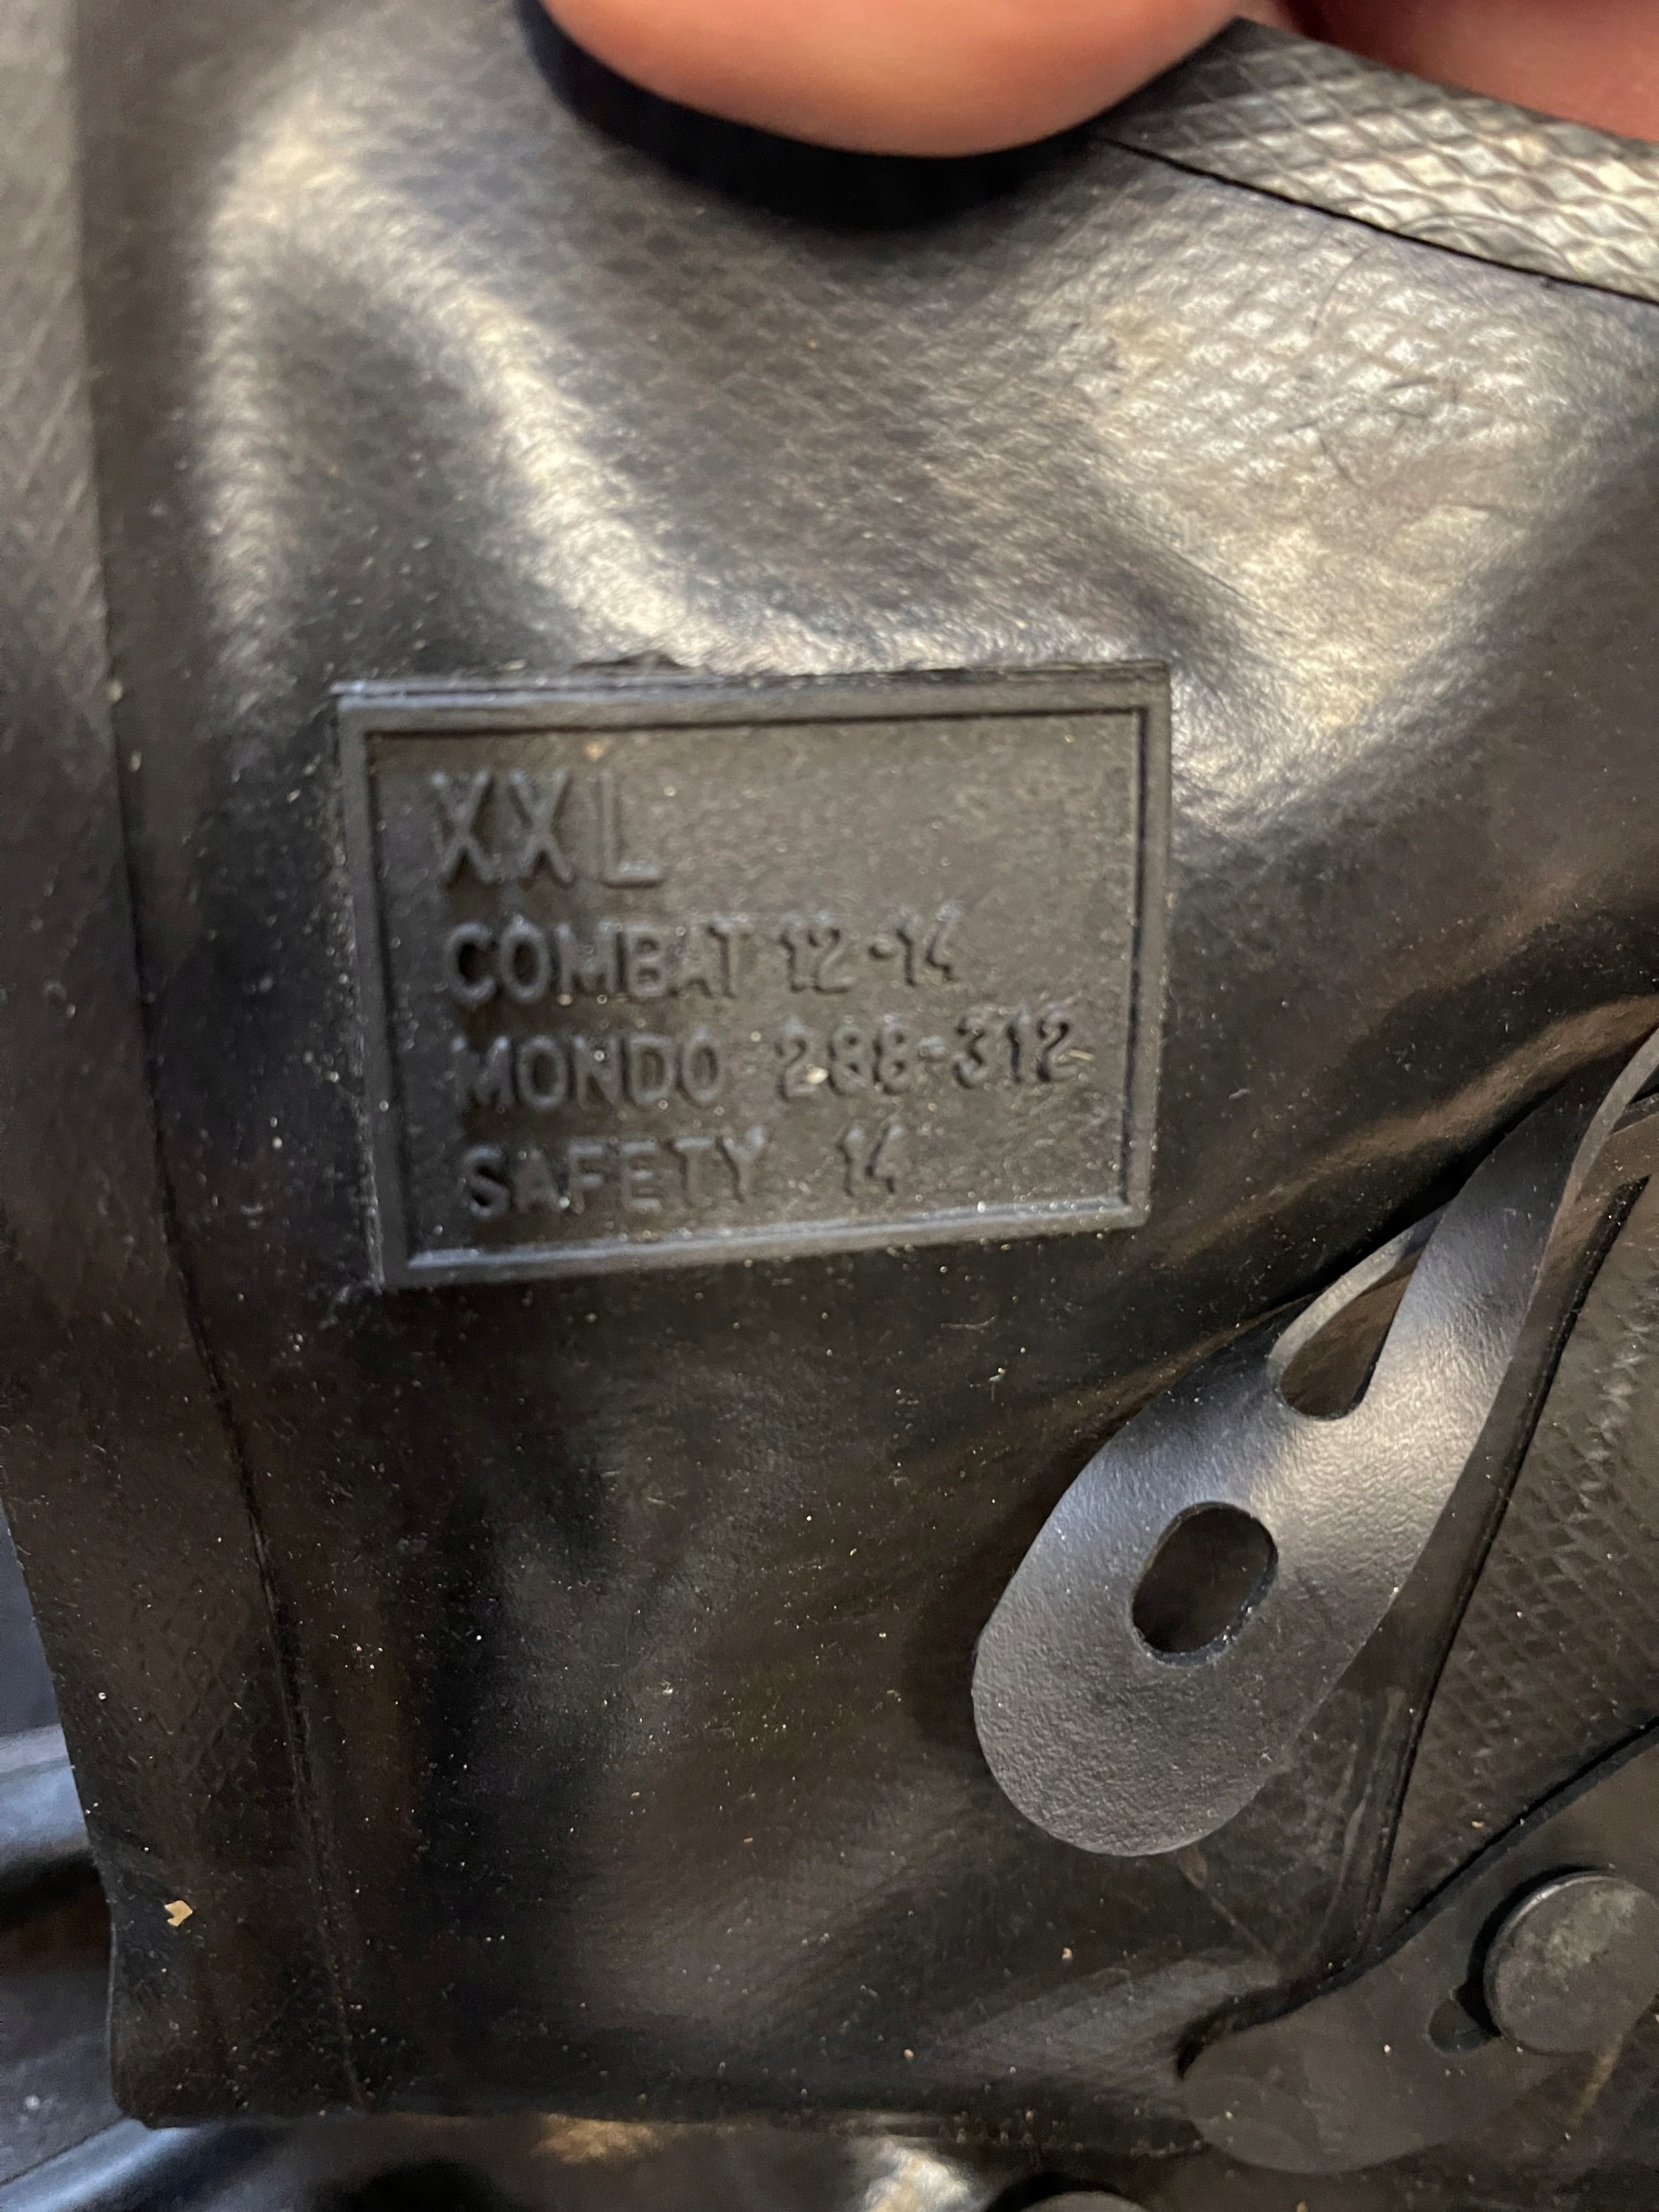 XXL
COMBAT 12-14
MONDO 288-312
SAFETY 14